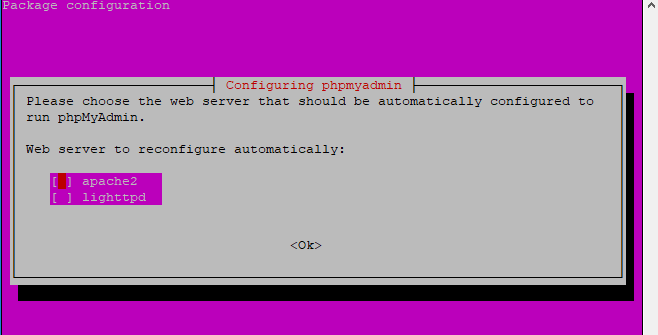 Package configuration
Configuring phpmyadmin
Please choose the web server that should be automatically configured to
run phpMyAdmin.
Web server to reconfigure automatically:
[ ] apache2
[ ] lighttpd
<Ok>